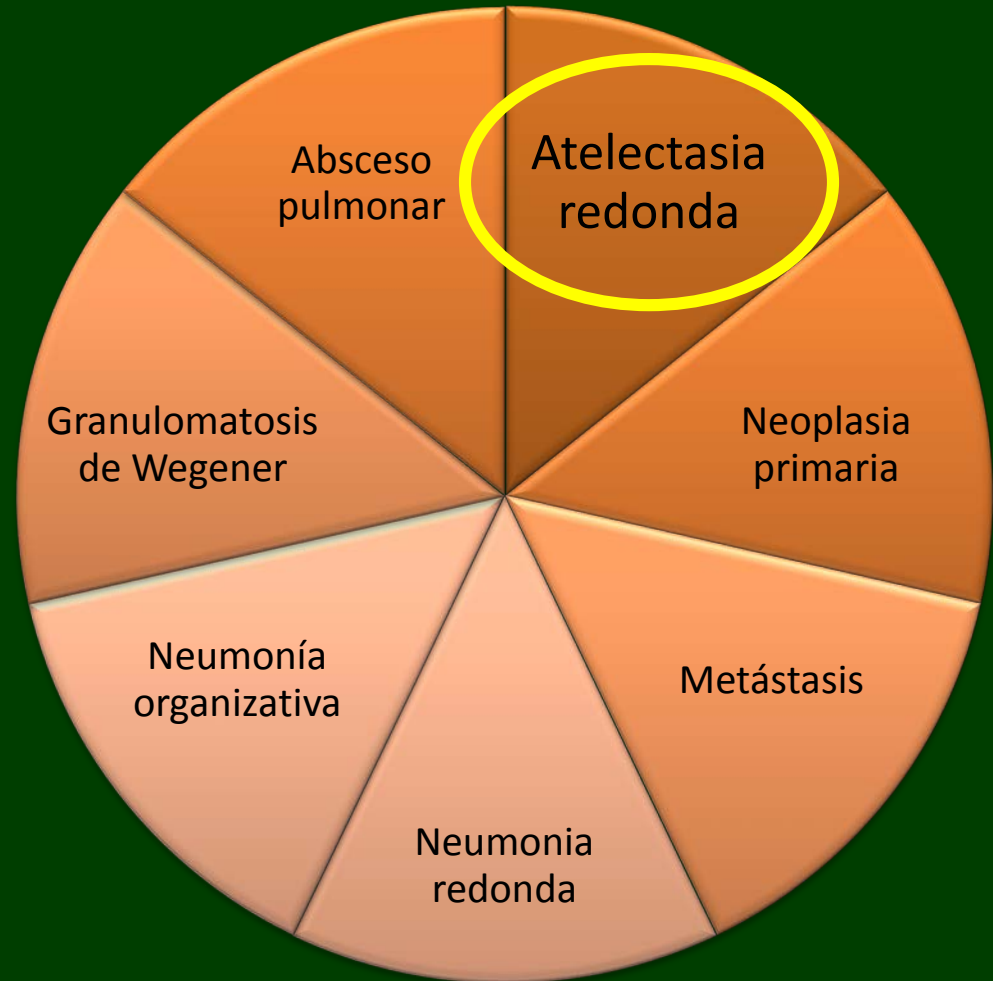 Atelectasia
redonda
Neoplasia
primaria
Metástasis
Neumonia
redonda
Neumonía
organizativa
Granulomatosis
de Wegener
Absceso
pulmonar